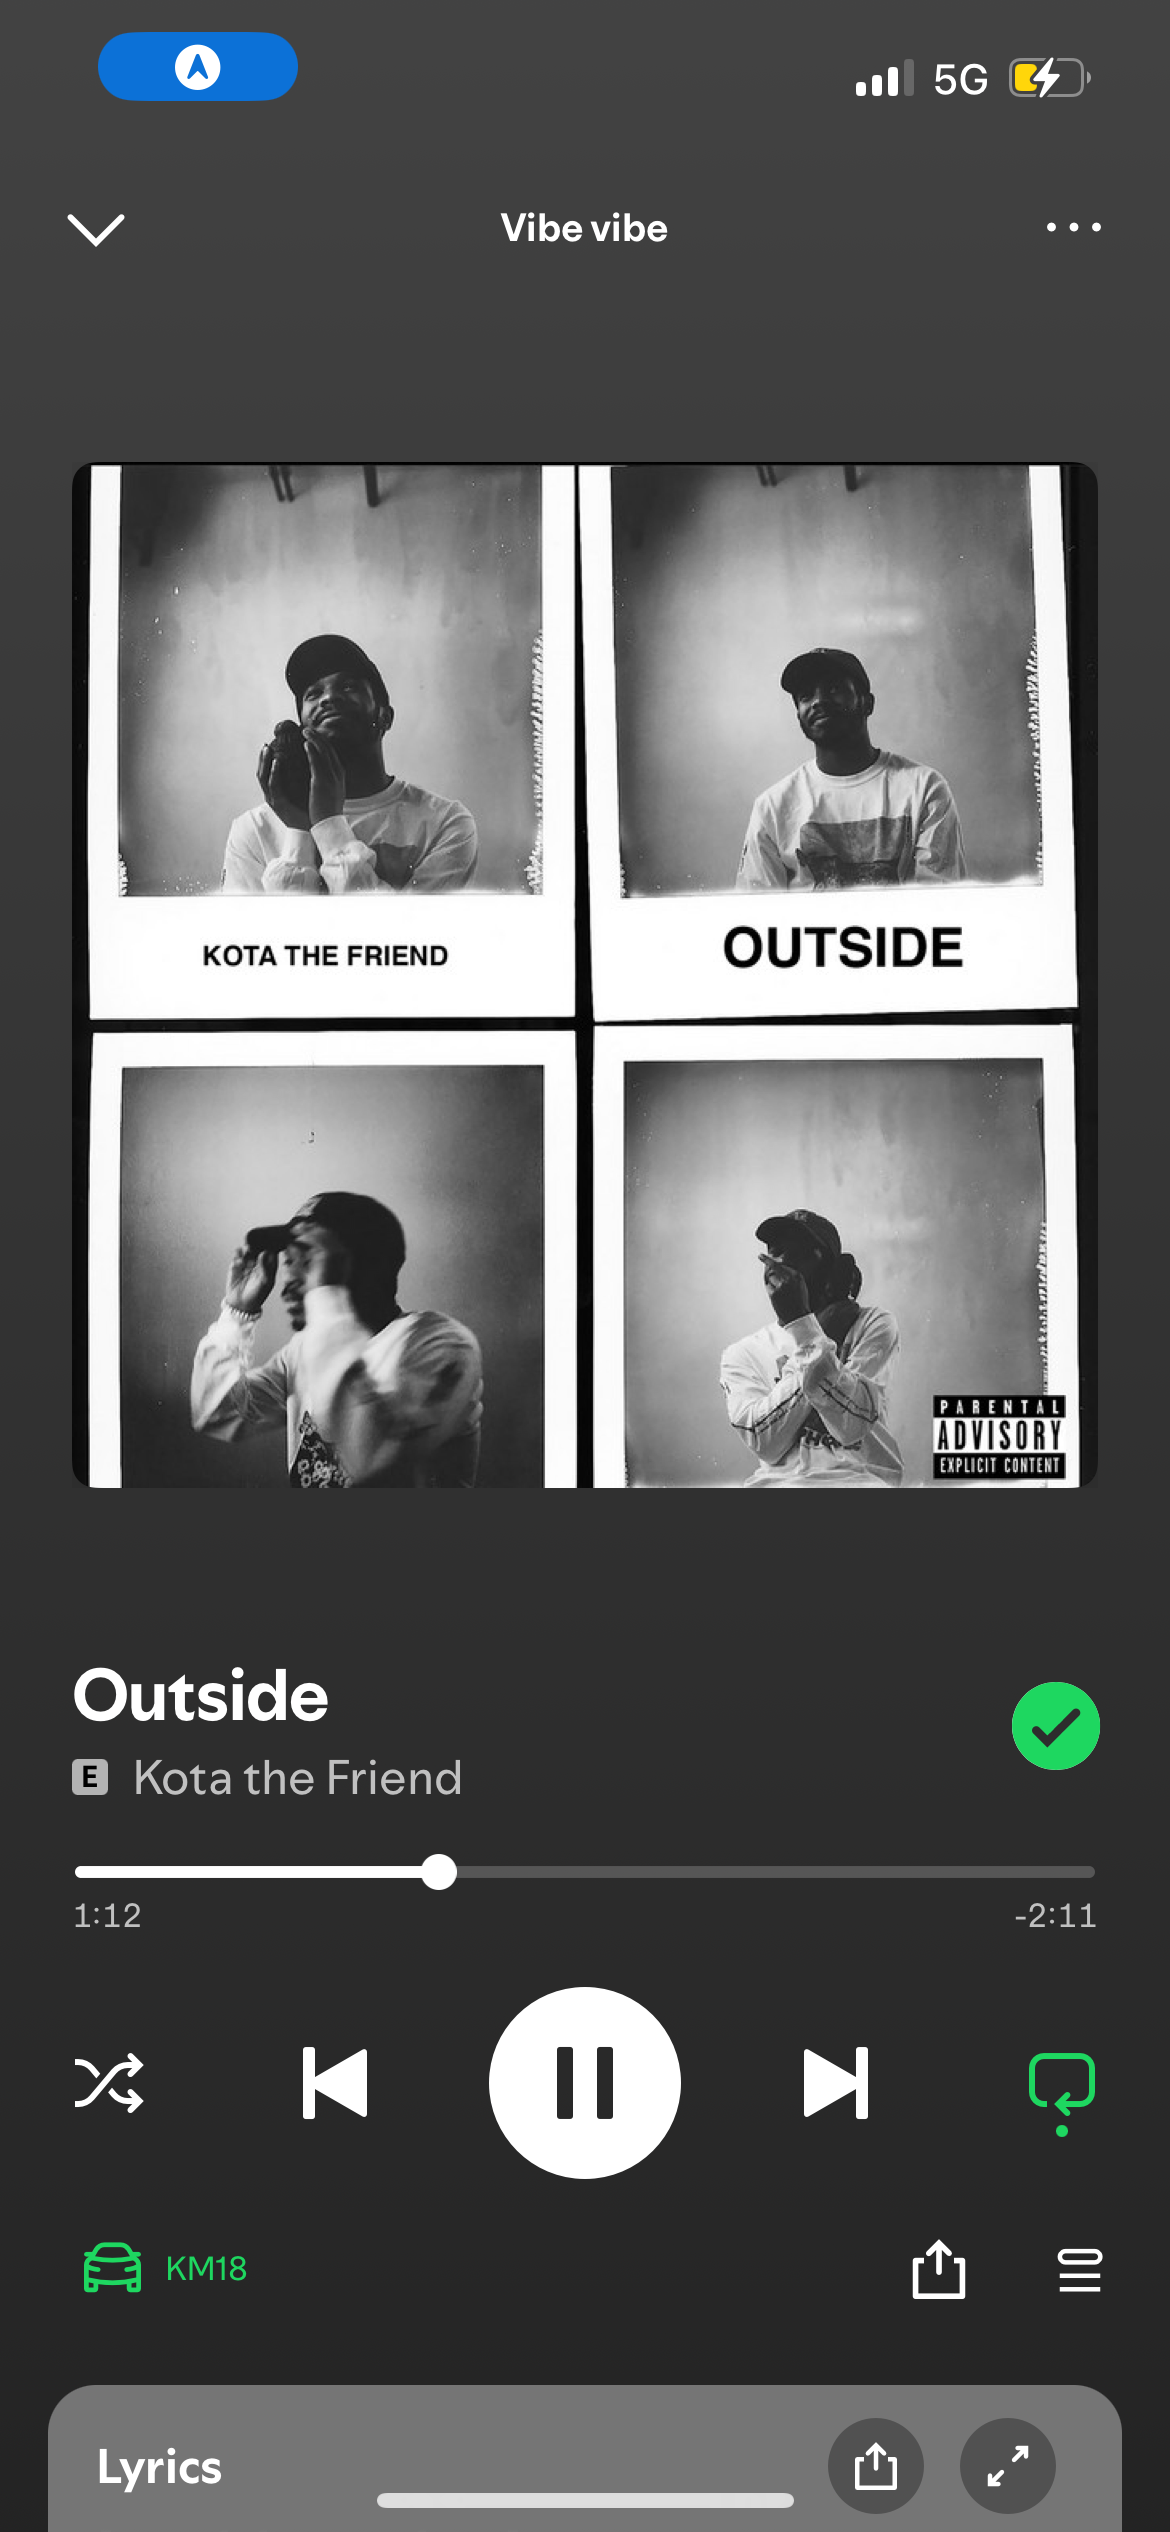 5G
Vibe vibe
KOTA THE FRIEND
OUTSIDE
PARENTAL
ADVISORY
EXPLICIT CONTENT
Outside
E Kota the Friend
1:12
-2:11
KM18
Lyrics